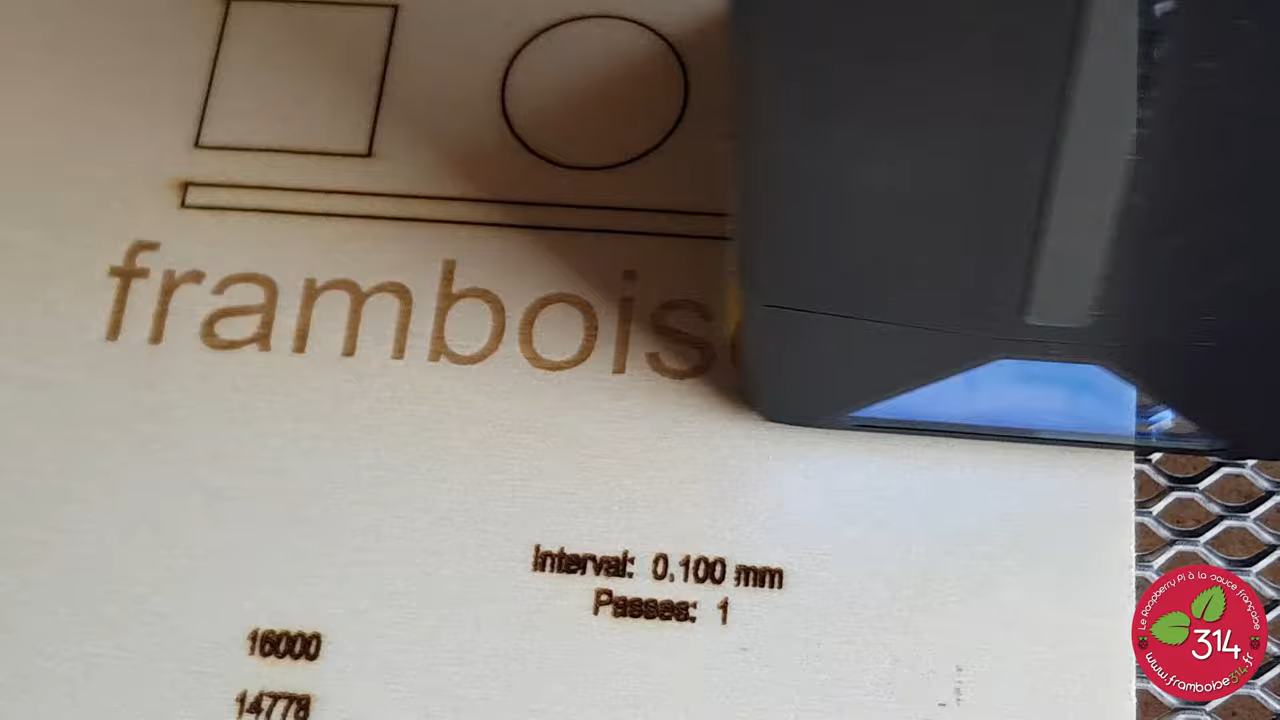 frambois
Interval: 0.100 mm
Passes: 1
16000
14778
Le Raspberry Pi à la sauce française
314
www.framboise314.fr